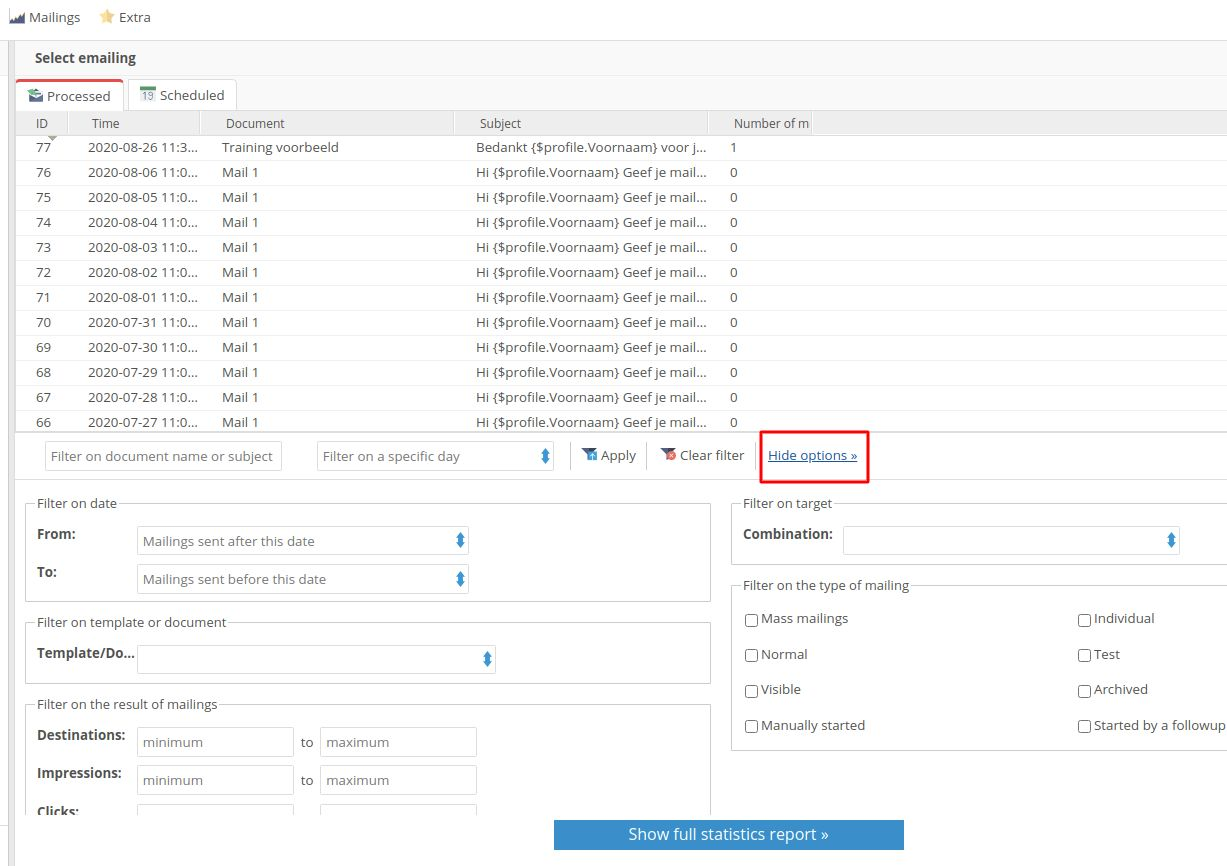 Mailings Extra
Select emailing
Processed Scheduled
ID Time Document Subject Number of m
77 2020-08-26 11:3... Training voorbeeld Bedankt {$profile.Voornaam} voor j... 1
76 2020-08-06 11:0... Mail 1 Hi {$profile.Voornaam} Geef je mail... 0
75 2020-08-05 11:0... Mail 1 Hi {$profile.Voornaam} Geef je mail... 0
74 2020-08-04 11:0... Mail 1 Hi {$profile.Voornaam} Geef je mail... 0
73 2020-08-03 11:0... Mail 1 Hi {$profile.Voornaam} Geef je mail... 0
72 2020-08-02 11:0... Mail 1 Hi {$profile.Voornaam} Geef je mail... 0
71 2020-08-01 11:0... Mail 1 Hi {$profile.Voornaam} Geef je mail... 0
70 2020-07-31 11:0... Mail 1 Hi {$profile.Voornaam} Geef je mail... 0
69 2020-07-30 11:0... Mail 1 Hi {$profile.Voornaam} Geef je mail... 0
68 2020-07-29 11:0... Mail 1 Hi {$profile.Voornaam} Geef je mail... 0
67 2020-07-28 11:0... Mail 1 Hi {$profile.Voornaam} Geef je mail... 0
66 2020-07-27 11:0... Mail 1 Hi {$profile.Voornaam} Geef je mail... 0
Filter on document name or subject Filter on a specific day Apply Clear filter Hide options »
Filter on date
From: Mailings sent after this date
To: Mailings sent before this date
Filter on template or document
Template/Do...
Filter on the result of mailings
Destinations: minimum to maximum
Impressions: minimum to maximum
Clicks:
Filter on target
Combination:
Filter on the type of mailing
Mass mailings Individual
Normal Test
Visible Archived
Manually started Started by a followup
Show full statistics report »